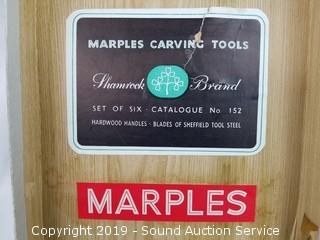 MARPLES CARVING TOOLS
Shamrock Brand
SET OF SIX · CATALOGUE No. 152
HARDWOOD HANDLES · BLADES OF SHEFFIELD TOOL STEEL
MARPLES
Copyright 2019 - Sound Auction Service